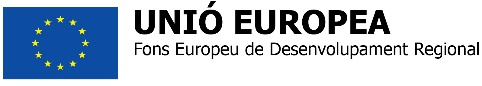 UNIÓ EUROPEA
Fons Europeu de Desenvolupament Regional